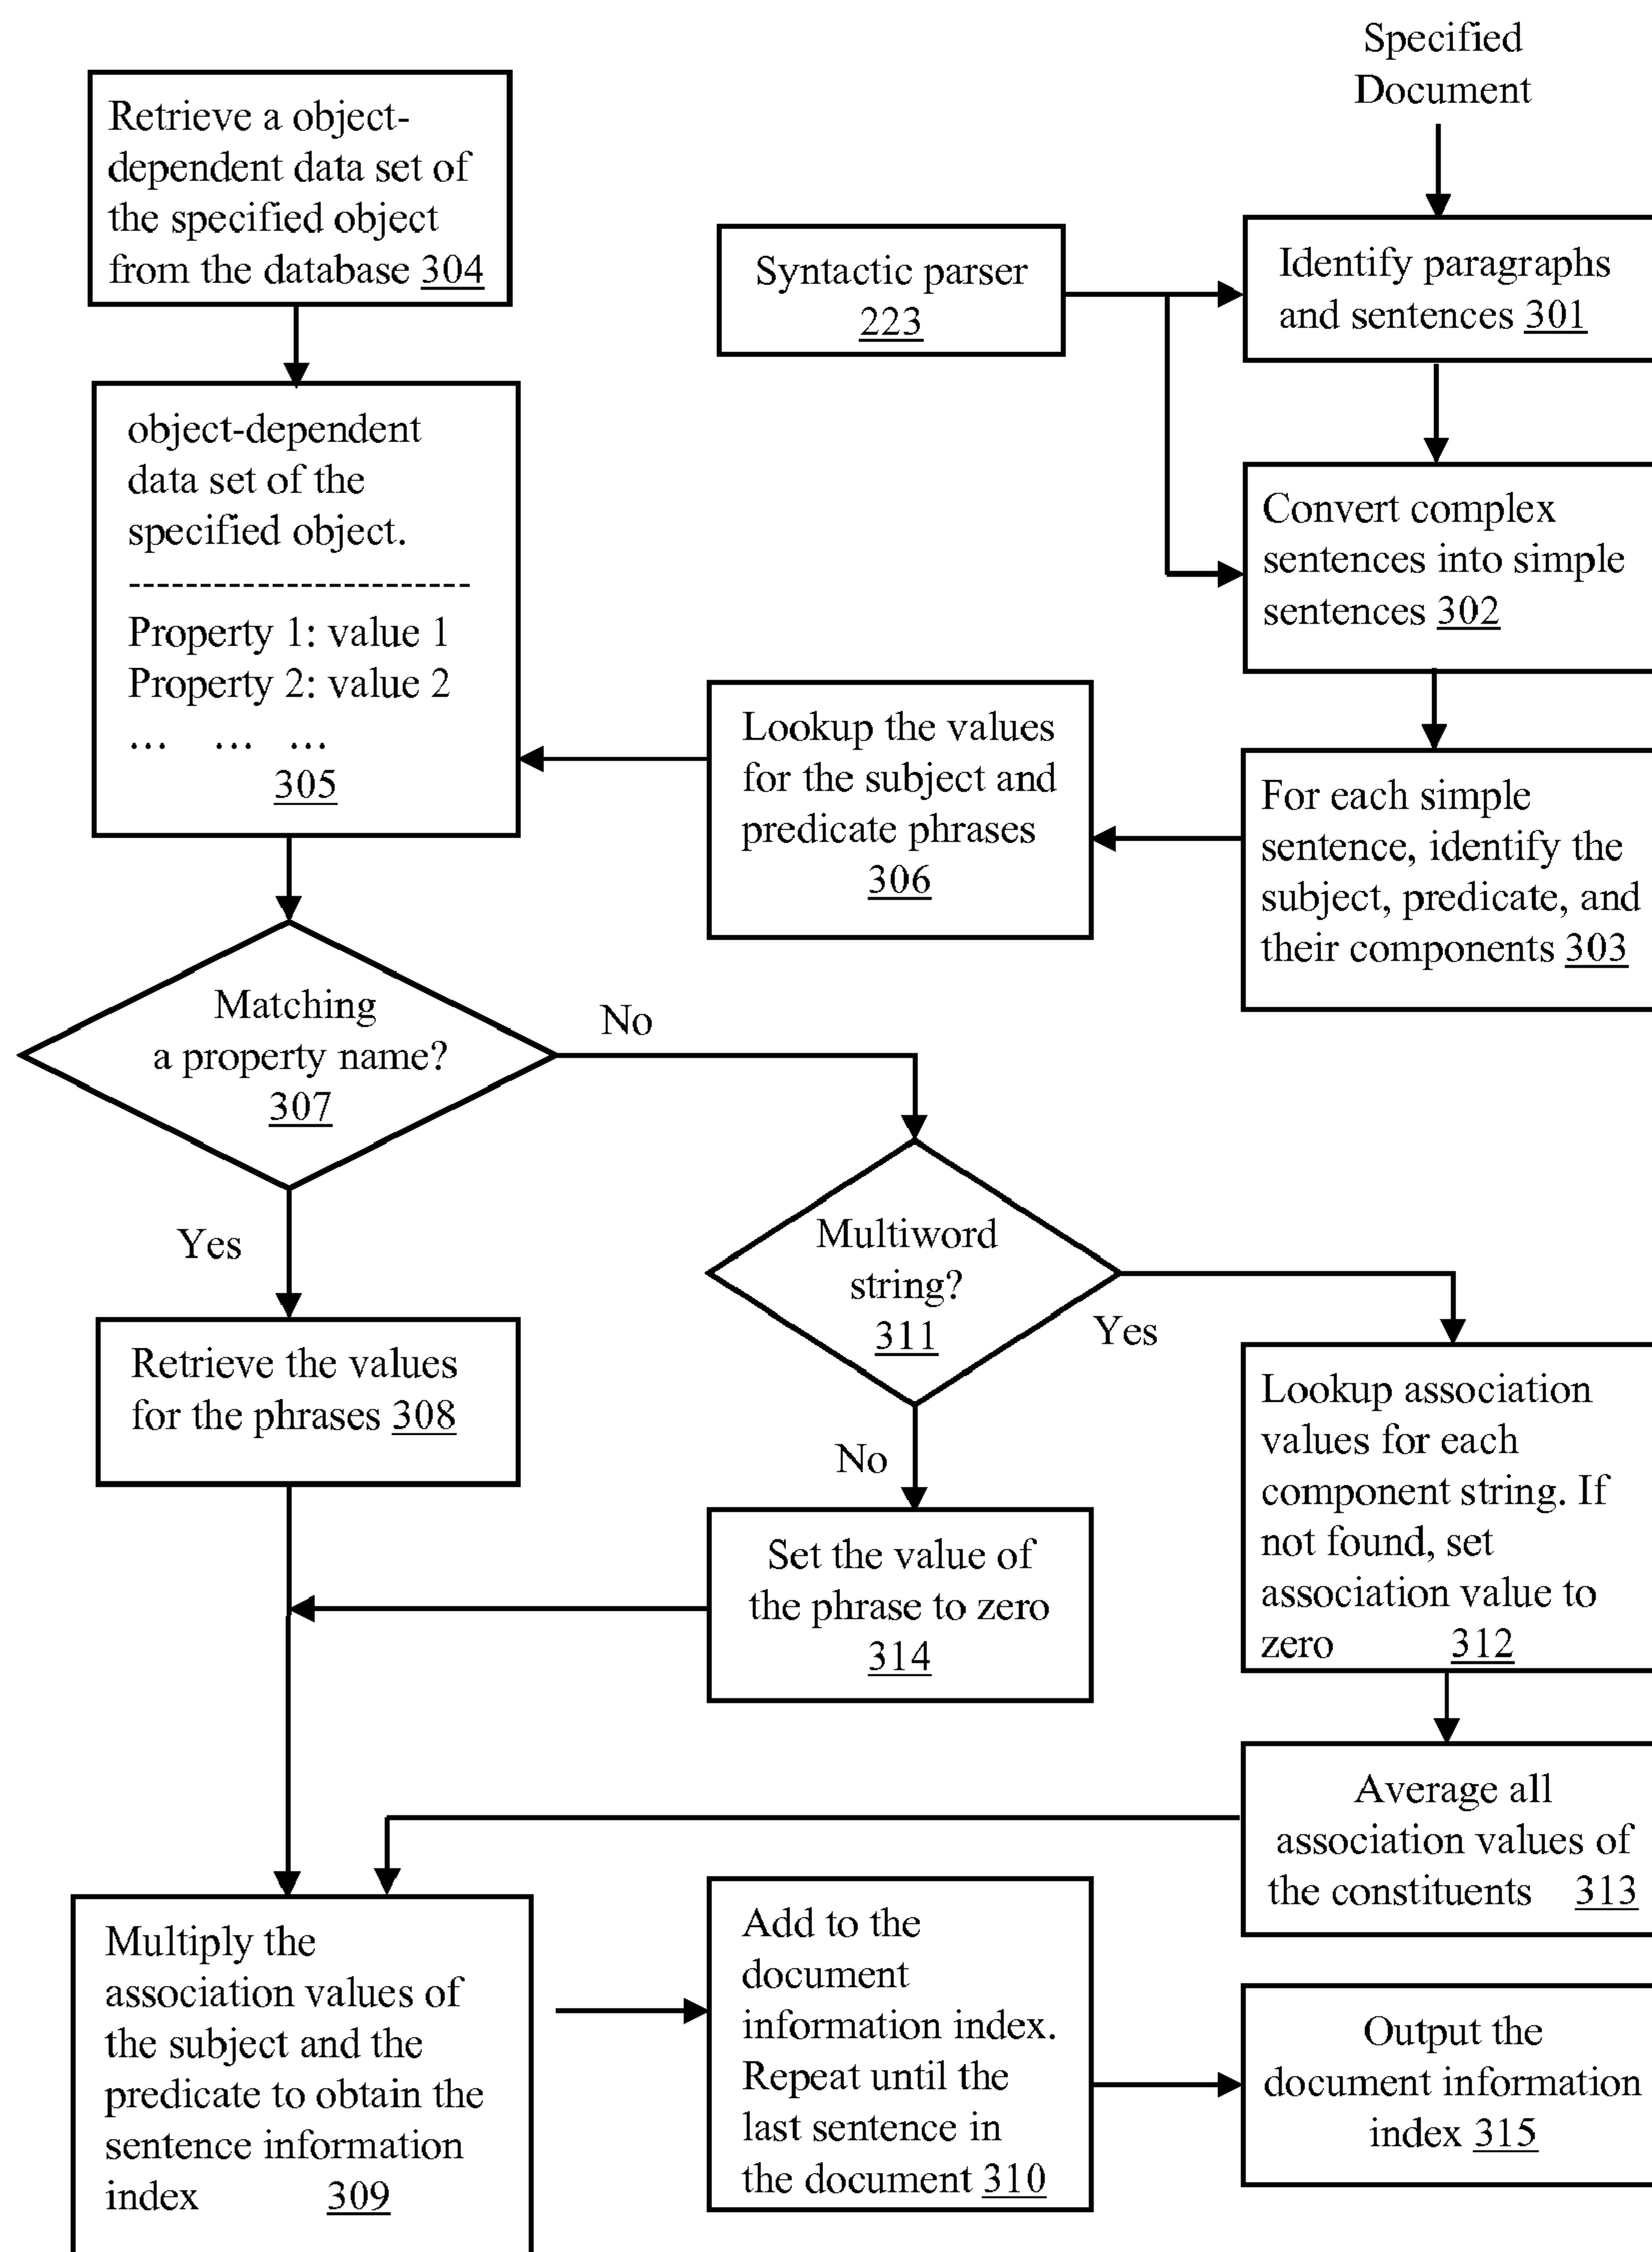 Specified
Document
Retrieve a object-
dependent data set of
the specified object
from the database 304
Syntactic parser
223
Identify paragraphs
and sentences 301
object-dependent
data set of the
specified object.
------------------------
Property 1: value 1
Property 2: value 2
... ... ...
305
Convert complex
sentences into simple
sentences 302
Lookup the values
for the subject and
predicate phrases
306
For each simple
sentence, identify the
subject, predicate, and
their components 303
Matching
a property name?
307
No
Yes
Multiword
string?
311
Yes
No
Retrieve the values
for the phrases 308
Lookup association
values for each
component string. If
not found, set
association value to
zero 312
Set the value of
the phrase to zero
314
Average all
association values of
the constituents 313
Multiply the
association values of
the subject and the
predicate to obtain the
sentence information
index 309
Add to the
document
information index.
Repeat until the
last sentence in
the document 310
Output the
document information
index 315